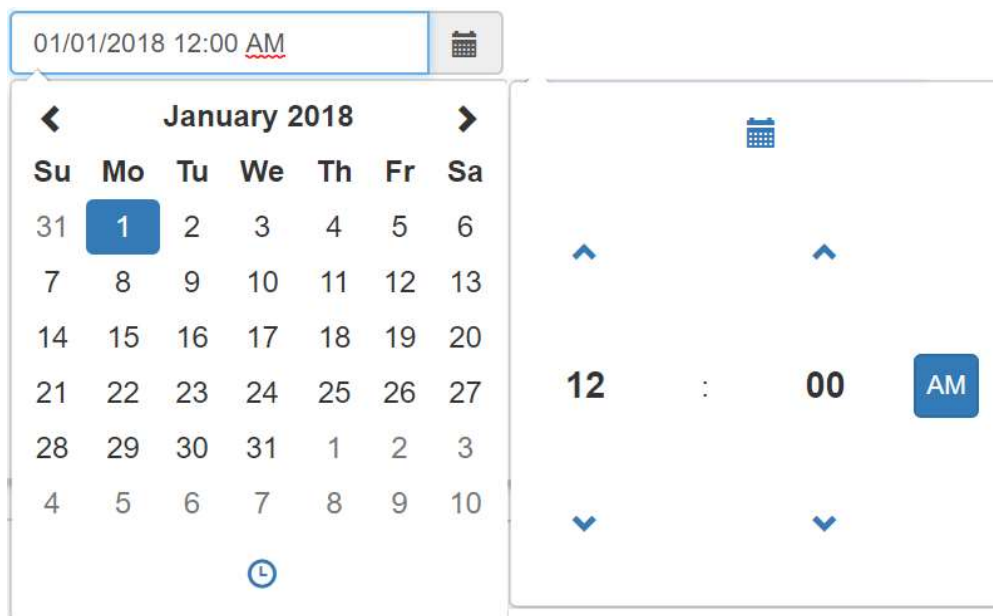 01/01/2018 12:00 AM
January 2018
Su Mo Tu We Th Fr Sa
31 1 2 3 4 5 6
7 8 9 10 11 12 13
14 15 16 17 18 19 20
21 22 23 24 25 26 27
28 29 30 31 1 2 3
4 5 6 7 8 9 10
12 : 00 AM